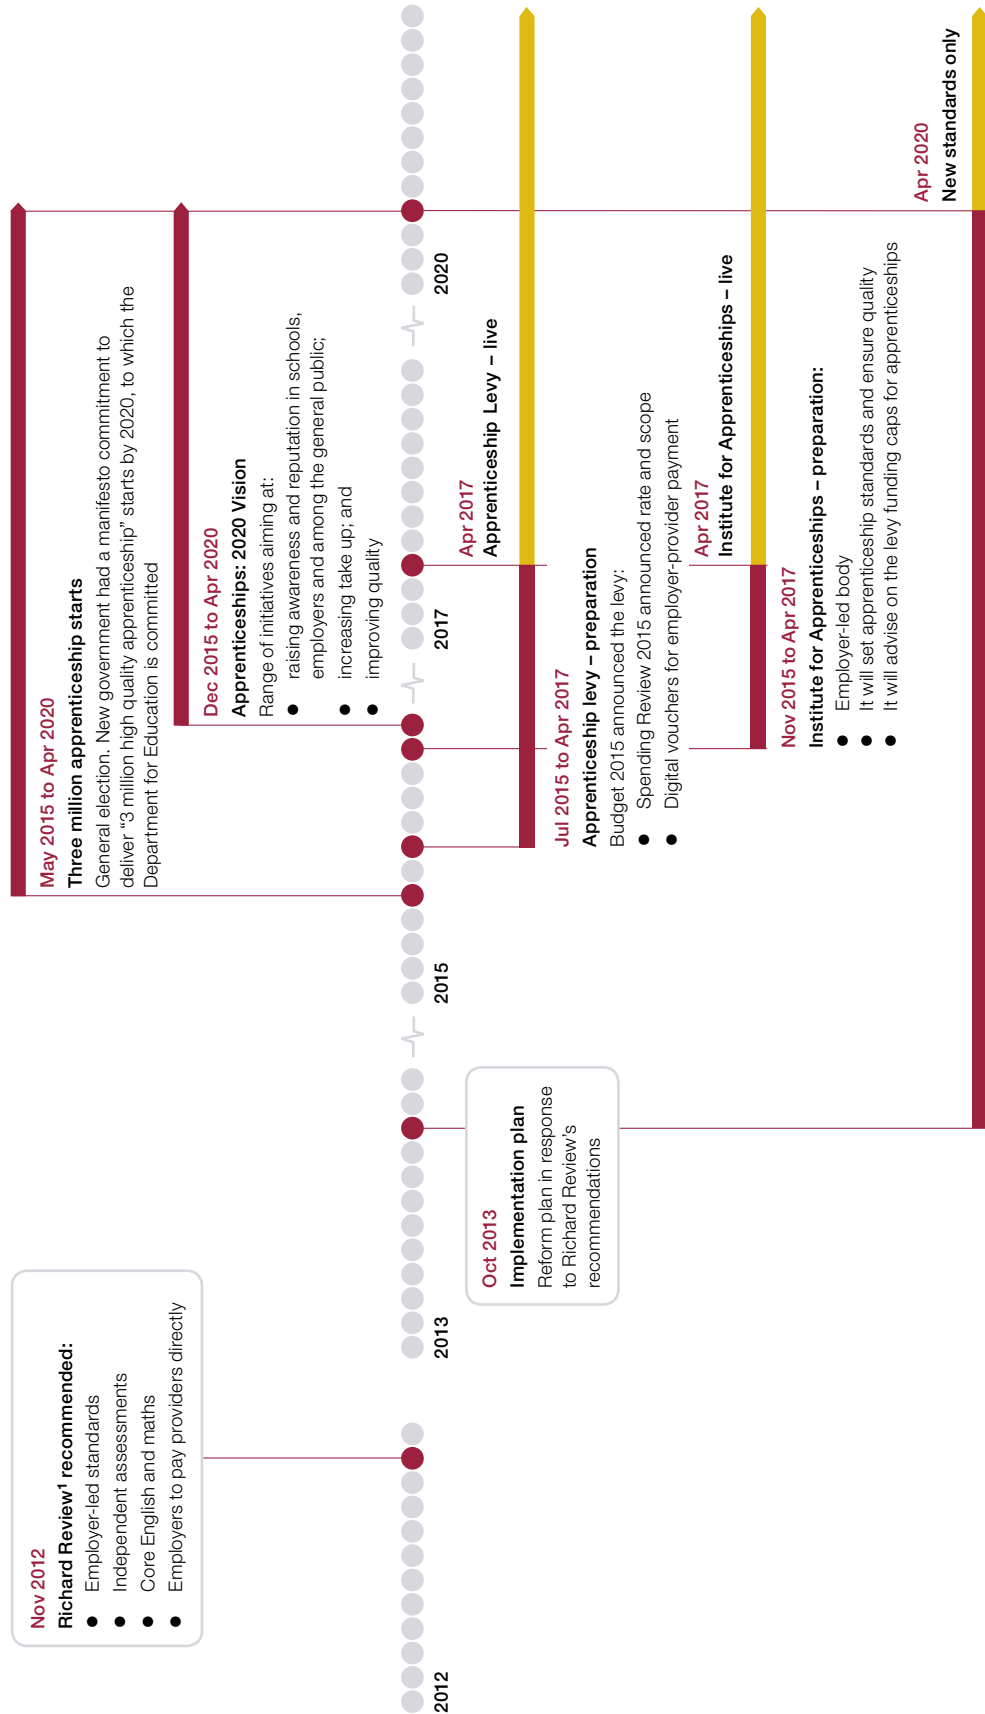 Nov 2012
Richard Review¹ recommended:
● Employer-led standards
● Independent assessments
● Core English and maths
● Employers to pay providers directly
May 2015 to Apr 2020
Three million apprenticeship starts
General election. New government had a manifesto commitment to
deliver “3 million high quality apprenticeship” starts by 2020, to which the
Department for Education is committed
Dec 2015 to Apr 2020
Apprenticeships: 2020 Vision
Range of initiatives aiming at:
● raising awareness and reputation in schools,
employers and among the general public;
● increasing take up; and
● improving quality
2012
2013
2015
2017
2020
Oct 2013
Implementation plan
Reform plan in response
to Richard Review’s
recommendations
Apr 2017
Apprenticeship Levy – live
Jul 2015 to Apr 2017
Apprenticeship levy – preparation
Budget 2015 announced the levy:
● Spending Review 2015 announced rate and scope
● Digital vouchers for employer-provider payment
Apr 2017
Institute for Apprenticeships – live
Nov 2015 to Apr 2017
Institute for Apprenticeships – preparation:
● Employer-led body
● It will set apprenticeship standards and ensure quality
● It will advise on the levy funding caps for apprenticeships
Apr 2020
New standards only